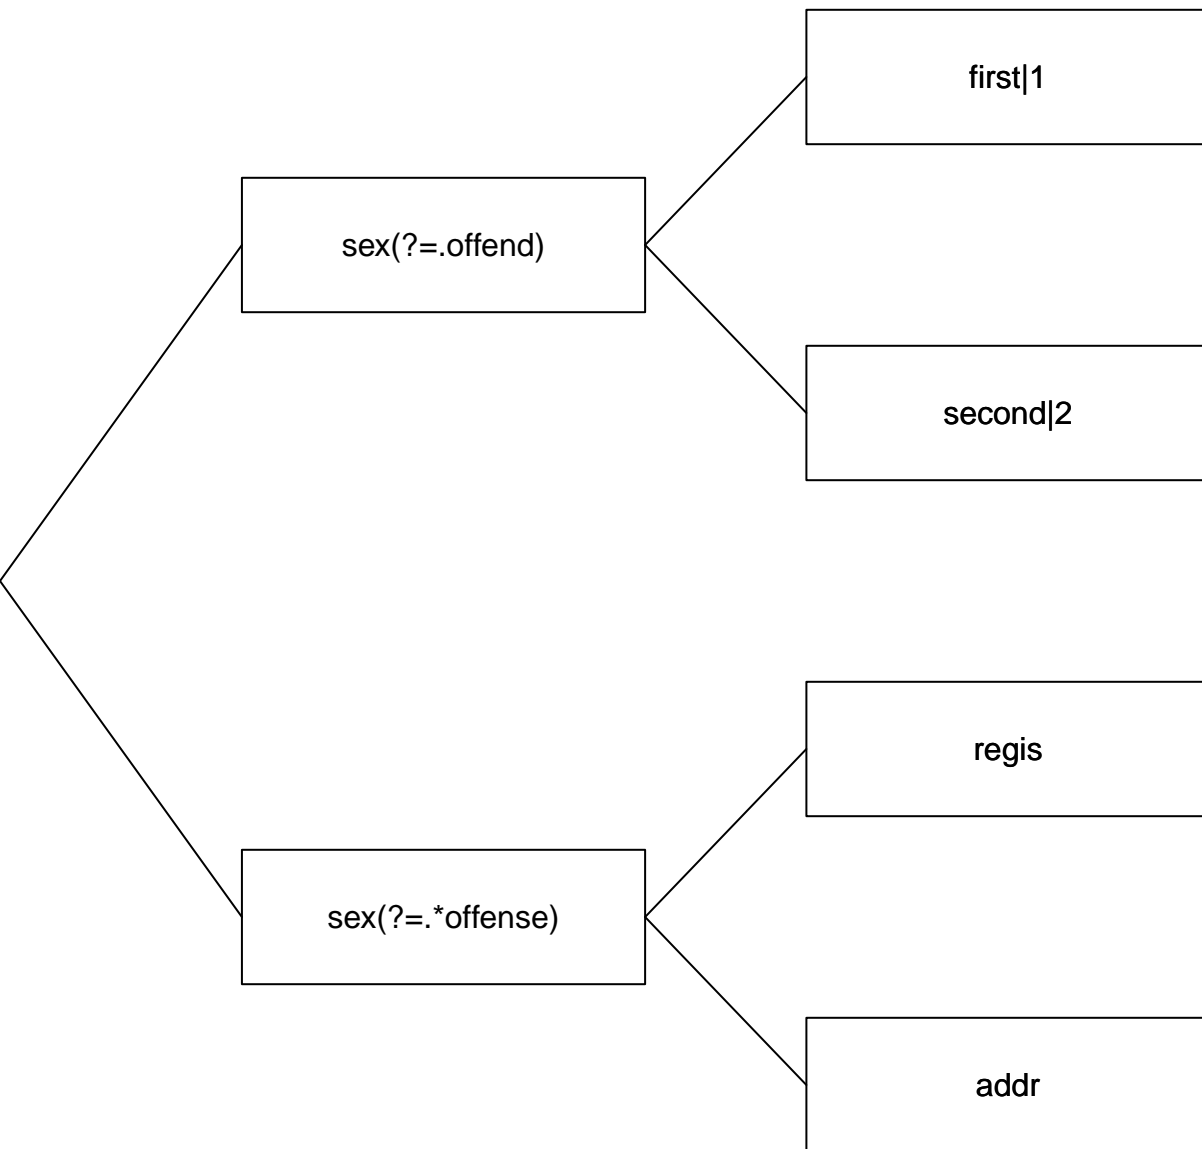 first|1
sex(?=.offend)
second|2
regis
sex(?=.*offense)
addr